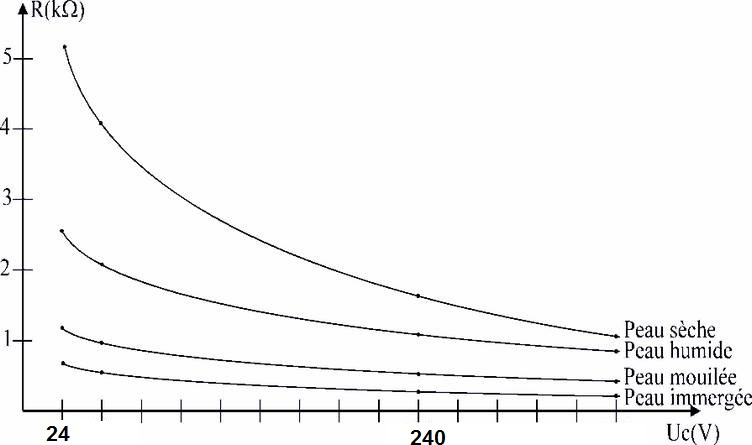 R(kΩ)
5
4
3
2
1
Peau sèche
Peau humide
Peau mouilée
Peau immergée
24
240
Uc(V)